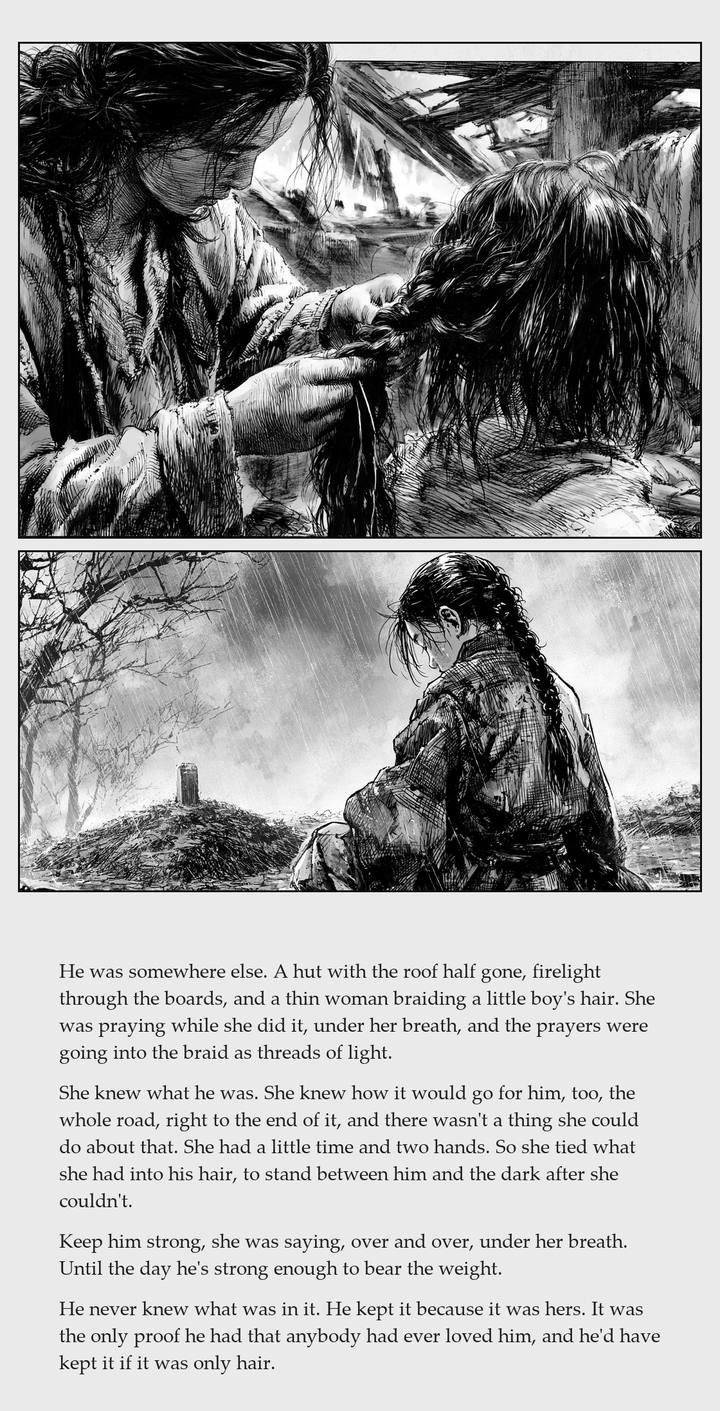 He was somewhere else. A hut with the roof half gone, firelight
through the boards, and a thin woman braiding a little boy's hair. She
was praying while she did it, under her breath, and the prayers were
going into the braid as threads of light.
She knew what he was. She knew how it would go for him, too, the
whole road, right to the end of it, and there wasn't a thing she could
do about that. She had a little time and two hands. So she tied what
she had into his hair, to stand between him and the dark after she
couldn't.
Keep him strong, she was saying, over and over, under her breath.
Until the day he's strong enough to bear the weight.
He never knew what was in it. He kept it because it was hers. It was
the only proof he had that anybody had ever loved him, and he'd have
kept it if it was only hair.